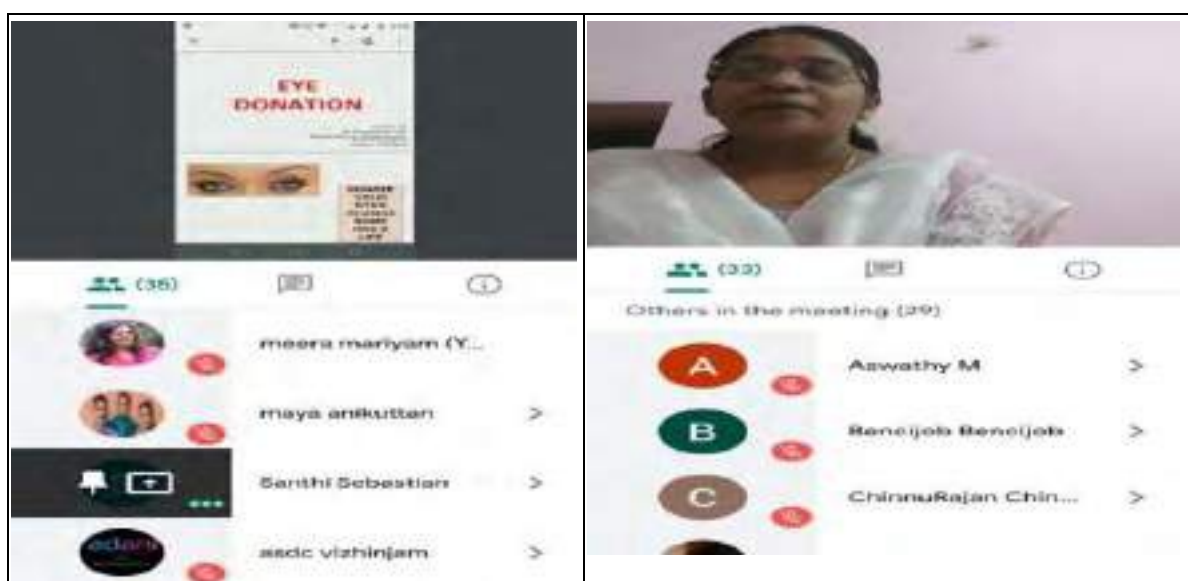 EYE
DONATION
(35)
meera mariyam (Y...
maya anikuttan
Santhi Sebastian
adani
asdc vizhinjam
(33)
Others in the meeting (29)
A
Aswathy M
B
Bencijob Bencijob
C
ChinnuRajan Chin...